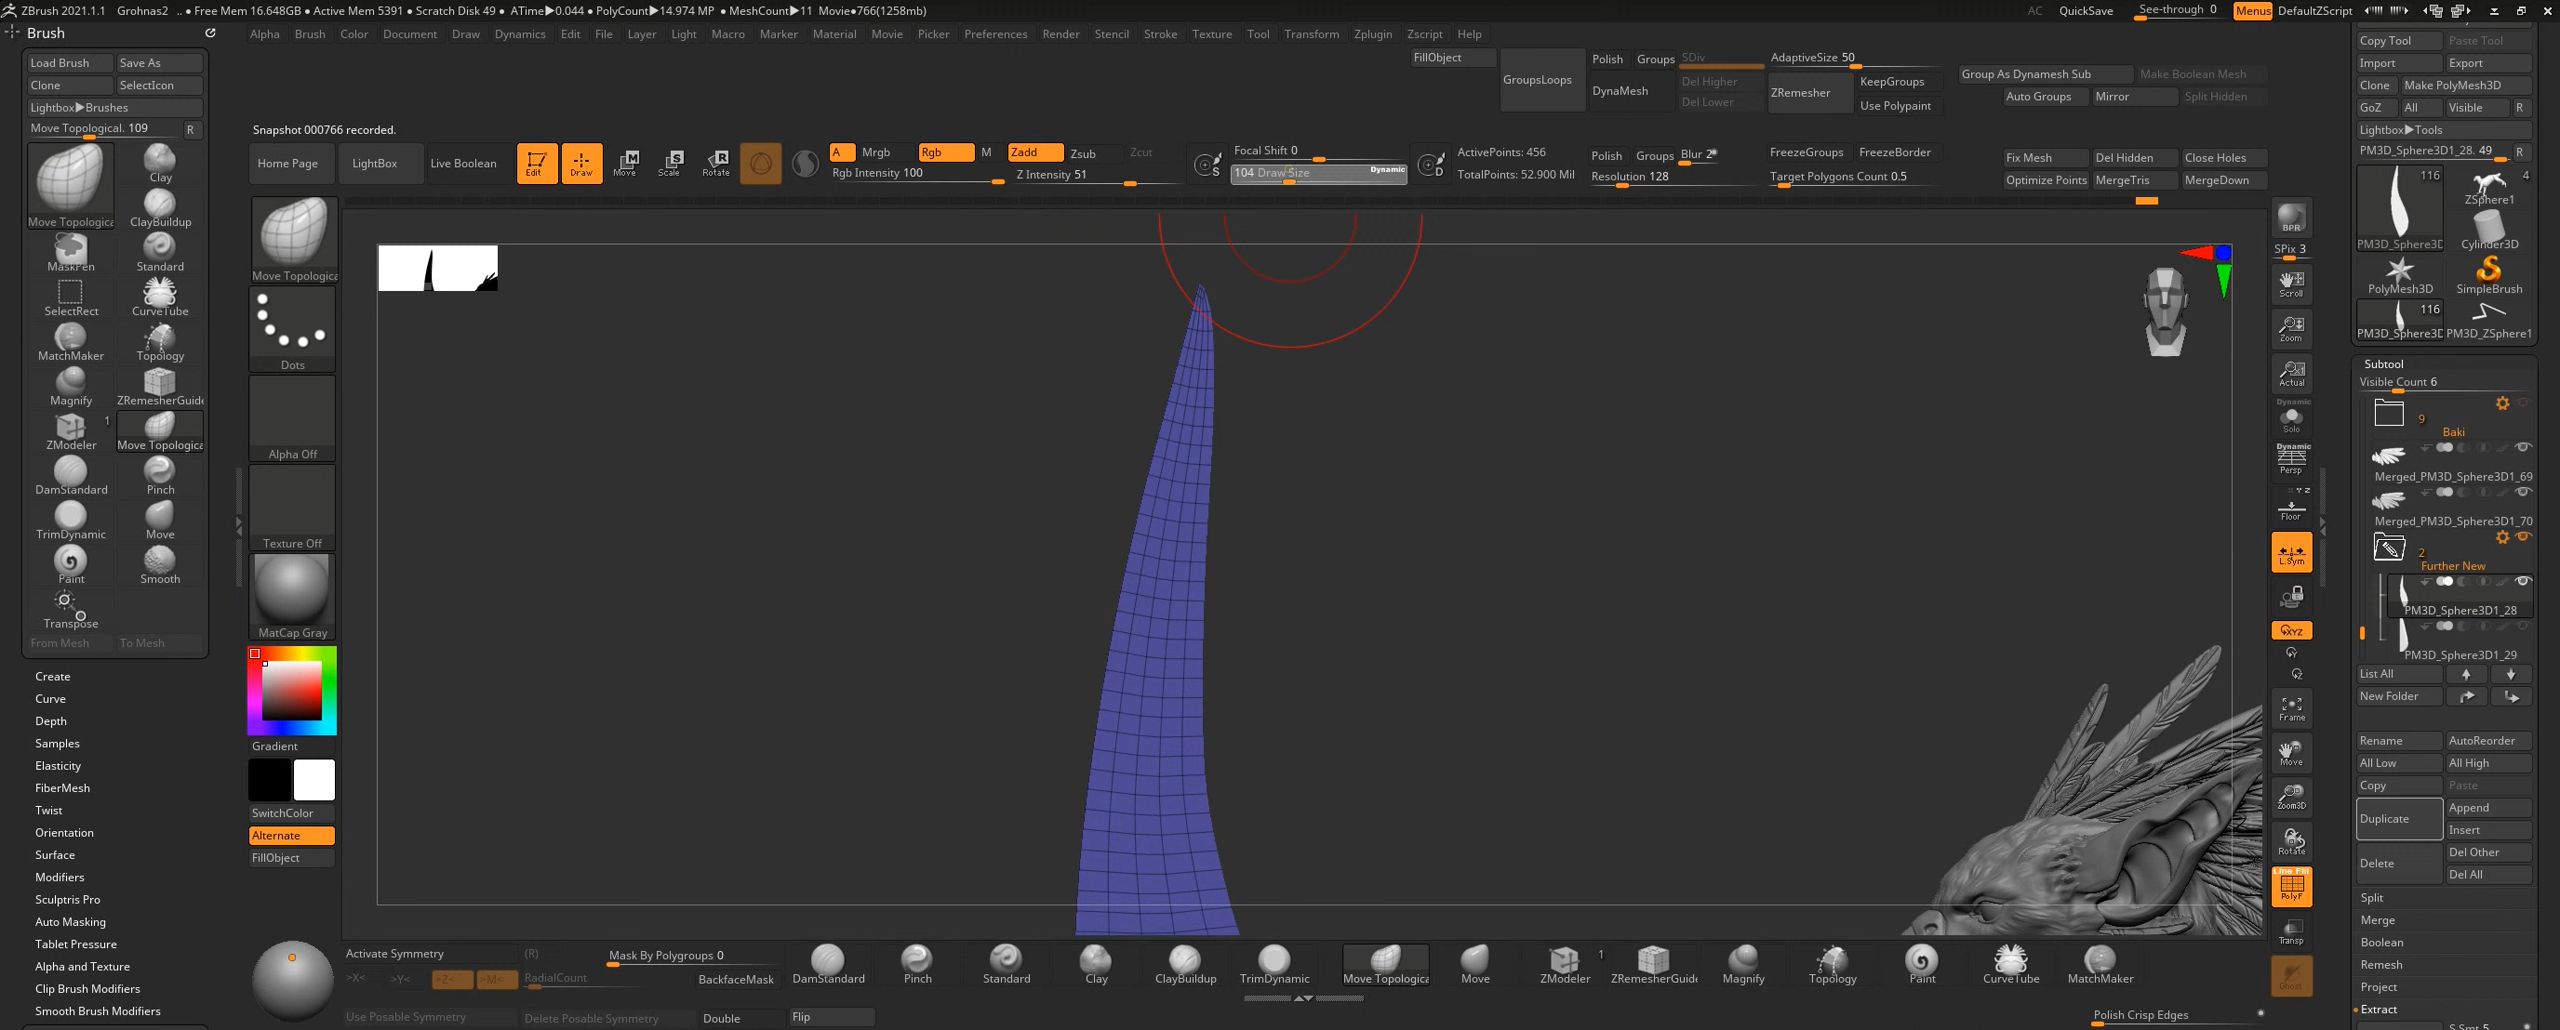 ZBrush 2021.1.1 Grohnas2 .. • Free Mem 16.648GB • Active Mem 5391 • Scratch Disk 49 • ATime▶0.044 • PolyCount▶14.974 MP • MeshCount▶11 Movie●766(1258mb) AC QuickSave See-through 0 Menus DefaultZScript
Brush
Alpha Brush Color Document Draw Dynamics Edit File Layer Light Macro Marker Material Movie Picker Preferences Render Stencil Stroke Texture Tool Transform Zplugin Zscript Help
Load Brush Save As
Clone SelectIcon
Lightbox▶Brushes
Move Topological. 109 R
Move Topologica
Clay
ClayBuildup
MaskPen Standard
SelectRect CurveTube
MatchMaker Topology
Magnify ZRemesherGuide
1
ZModeler Move Topologica
DamStandard Pinch
TrimDynamic Move
Paint Smooth
Transpose
From Mesh To Mesh
Create
Curve
Depth
Samples
Elasticity
FiberMesh
Twist
Orientation
Surface
Modifiers
Sculptris Pro
Auto Masking
Tablet Pressure
Alpha and Texture
Clip Brush Modifiers
Smooth Brush Modifiers
FillObject
GroupsLoops
Polish Groups
DynaMesh
SDiv
Del Higher
Del Lower
AdaptiveSize 50
ZRemesher
KeepGroups
Use Polypaint
Group As Dynamesh Sub Make Boolean Mesh
Auto Groups Mirror Split Hidden
Snapshot 000766 recorded.
Home Page LightBox Live Boolean
Edit Draw Move Scale Rotate
A Mrgb Rgb M Zadd Zsub Zcut
Rgb Intensity 100 Z Intensity 51
S
Focal Shift 0
104 Draw Size Dynamic
D
ActivePoints: 456
TotalPoints: 52.900 Mil
Polish Groups Blur 2
Resolution 128
FreezeGroups FreezeBorder
Target Polygons Count 0.5
Fix Mesh Del Hidden Close Holes
Optimize Points MergeTris MergeDown
Move Topologica
Dots
Alpha Off
Texture Off
MatCap Gray
Gradient
SwitchColor
Alternate
FillObject
BPR
SPix 3
Scroll
Zoom
Actual
Dynamic
Solo
Dynamic
Persp
X Y Z
Floor
L.Sym
XYZ
Y
Z
Frame
Move
Zoom3D
Rotate
Line Fill
PolyF
Transp
Ghost
Copy Tool Paste Tool
Import Export
Clone Make PolyMesh3D
GoZ All Visible R
Lightbox▶Tools
PM3D_Sphere3D1_28. 49 R
116 4
ZSphere1
PM3D_Sphere3D Cylinder3D
PolyMesh3D SimpleBrush
116
PM3D_Sphere3D PM3D_ZSphere1
Subtool
Visible Count 6
9
Baki
Merged_PM3D_Sphere3D1_69
Merged_PM3D_Sphere3D1_70
2
Further New
PM3D_Sphere3D1_28
PM3D_Sphere3D1_29
List All
New Folder
Rename AutoReorder
All Low All High
Copy Paste
Duplicate
Append
Insert
Delete
Del Other
Del All
Split
Merge
Boolean
Remesh
Project
Extract
S Smt 5
Activate Symmetry (R)
>X< >Y< >Z< >M< RadialCount
Use Posable Symmetry Delete Posable Symmetry
Mask By Polygroups 0
BackfaceMask
Double Flip
DamStandard Pinch Standard Clay ClayBuildup TrimDynamic Move Topologica Move 1 ZModeler ZRemesherGuide Magnify Topology Paint CurveTube MatchMaker
Polish Crisp Edges